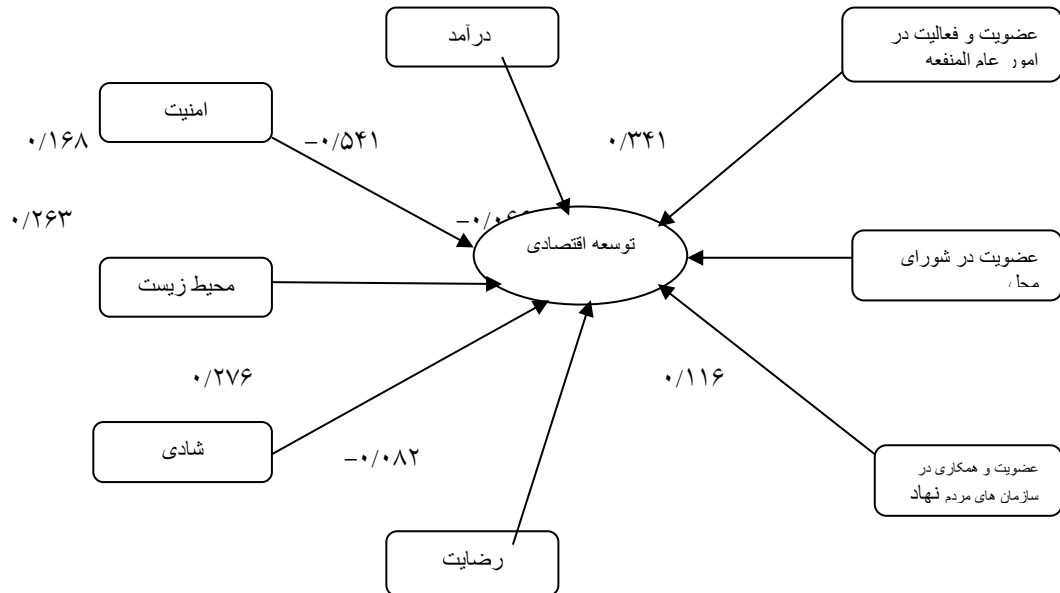 درآمد
عضویت و فعالیت در
امور عام المنفعه
امنیت
۰/۱۶۸
−۰/۵۴۱
۰/۳۴۱
۰/۲۶۳
توسعه اقتصادی
عضویت در شورای
محیط زیست
۰/۲۷۶
۰/۱۱۶
شادی
−۰/۰۸۲
عضویت و همکاری در
سازمان های مردم نهاد
رضایت